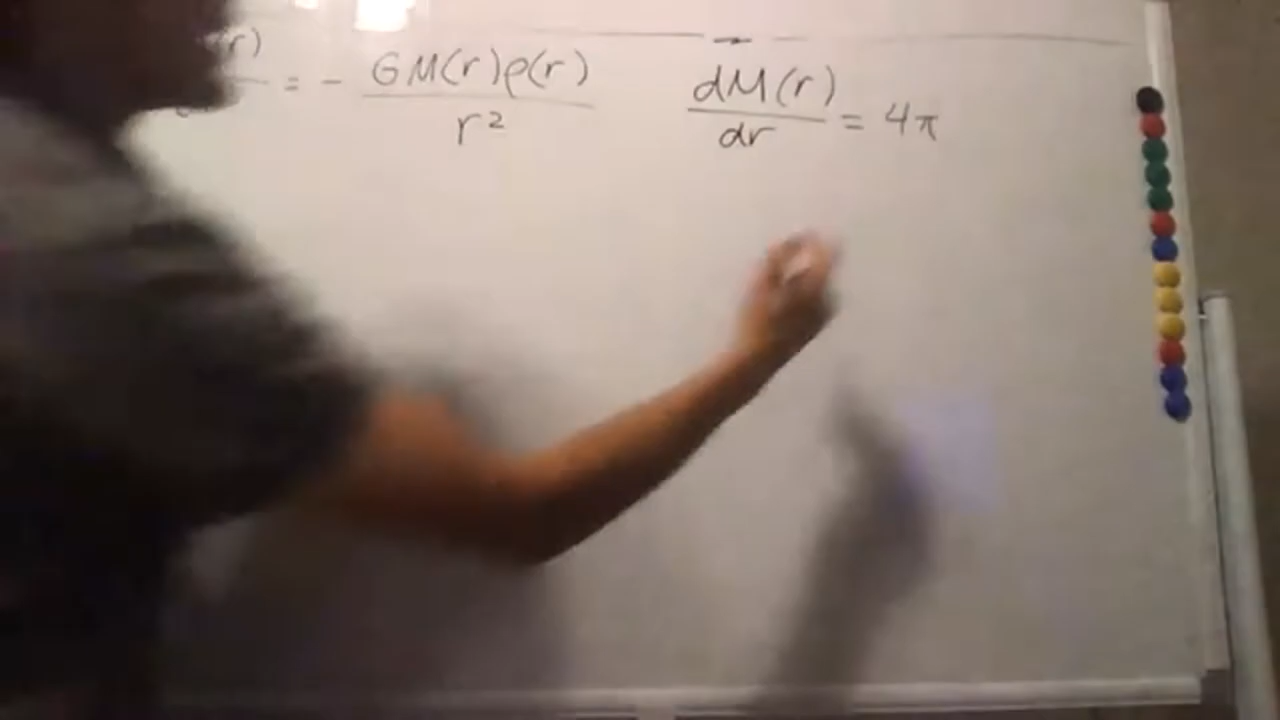 r) = - GM(r)ρ(r) / r² dM(r) / dr = 4π